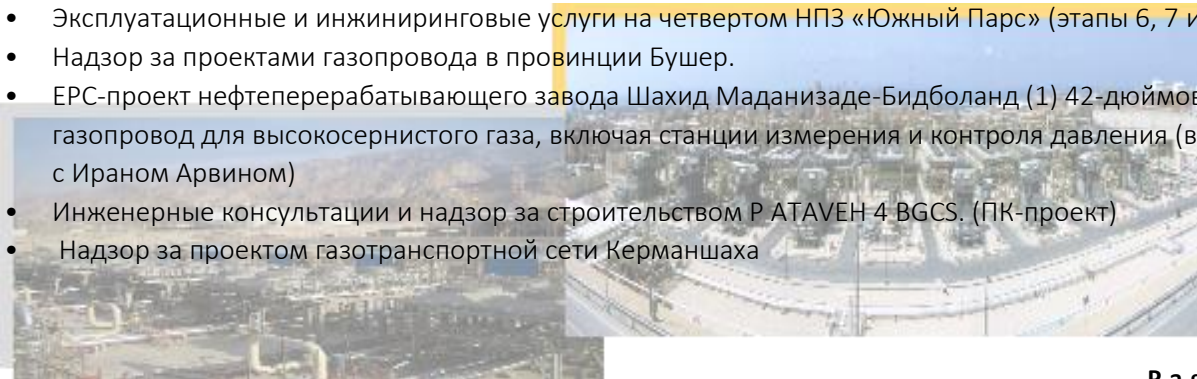 • Эксплуатационные и инжиниринговые услуги на четвертом НПЗ «Южный Парс» (этапы 6, 7 и
• Надзор за проектами газопровода в провинции Бушер.
• EPC-проект нефтеперерабатывающего завода Шахид Маданизаде-Бидболанд (1) 42-дюймов
газопровод для высокосернистого газа, включая станции измерения и контроля давления (в
с Ираном Арвином)
• Инженерные консультации и надзор за строительством P ATAVEH 4 BGCS. (ПК-проект)
• Надзор за проектом газотранспортной сети Керманшаха